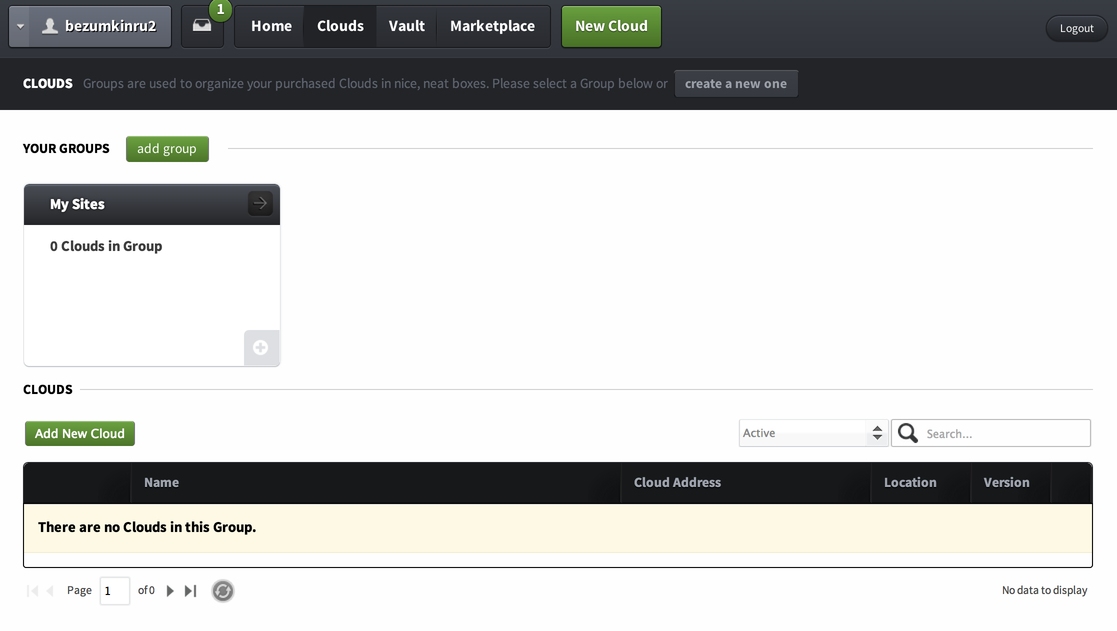 bezumkinru2
1
Home
Clouds
Vault
Marketplace
New Cloud
Logout
CLOUDS Groups are used to organize your purchased Clouds in nice, neat boxes. Please select a Group below or create a new one
YOUR GROUPS add group
My Sites
0 Clouds in Group
CLOUDS
Add New Cloud
Active
Search...
Name
Cloud Address
Location
Version
There are no Clouds in this Group.
Page 1 of 0
No data to display